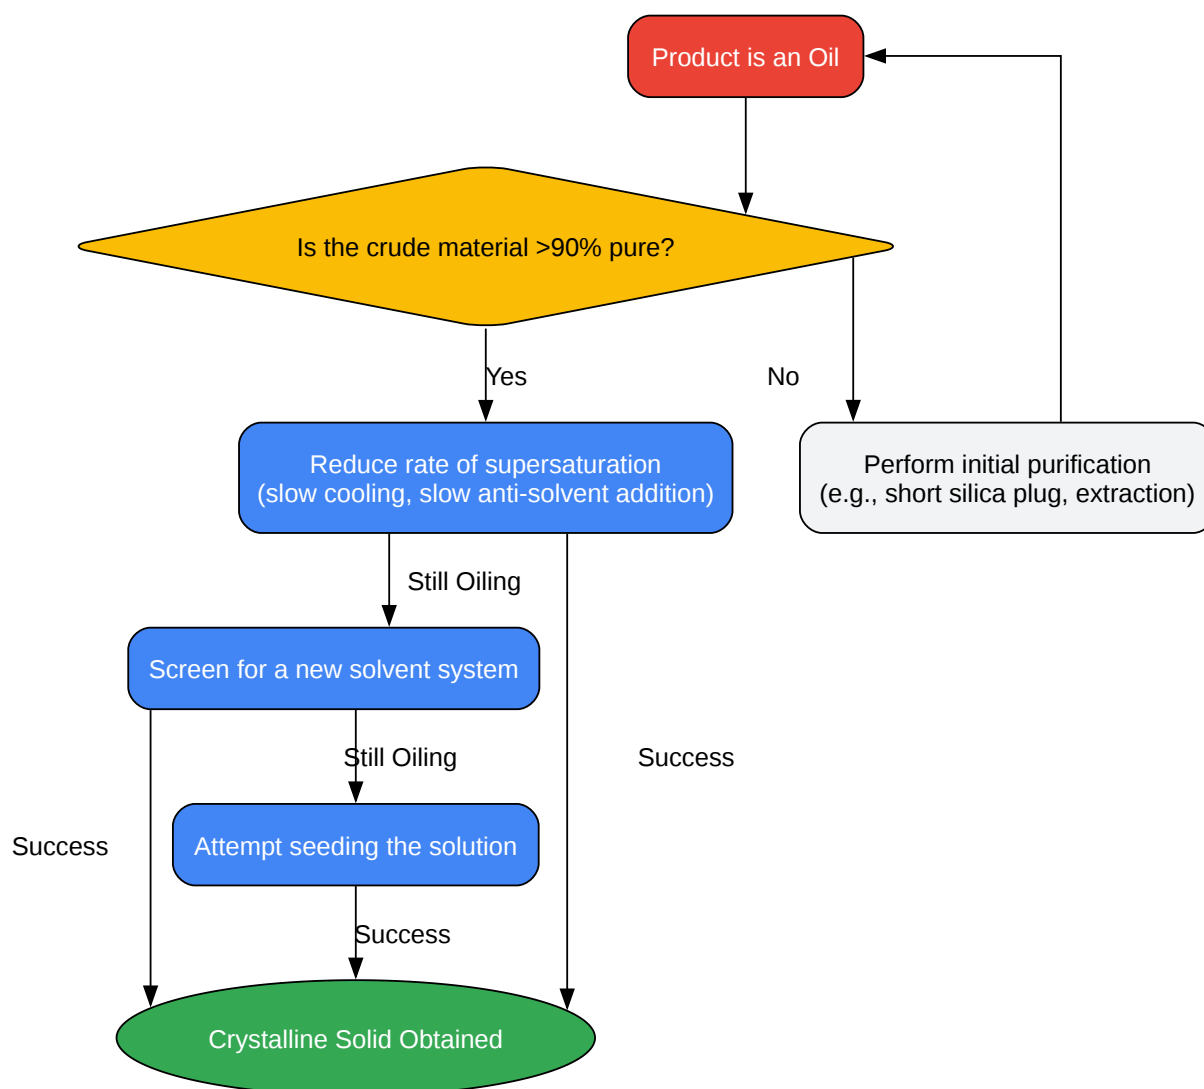 Product is an Oil
Is the crude material >90% pure?
Yes
No
Reduce rate of supersaturation
(slow cooling, slow anti-solvent addition)
Perform initial purification
(e.g., short silica plug, extraction)
Still Oiling
Screen for a new solvent system
Still Oiling
Success
Attempt seeding the solution
Success
Success
Crystalline Solid Obtained